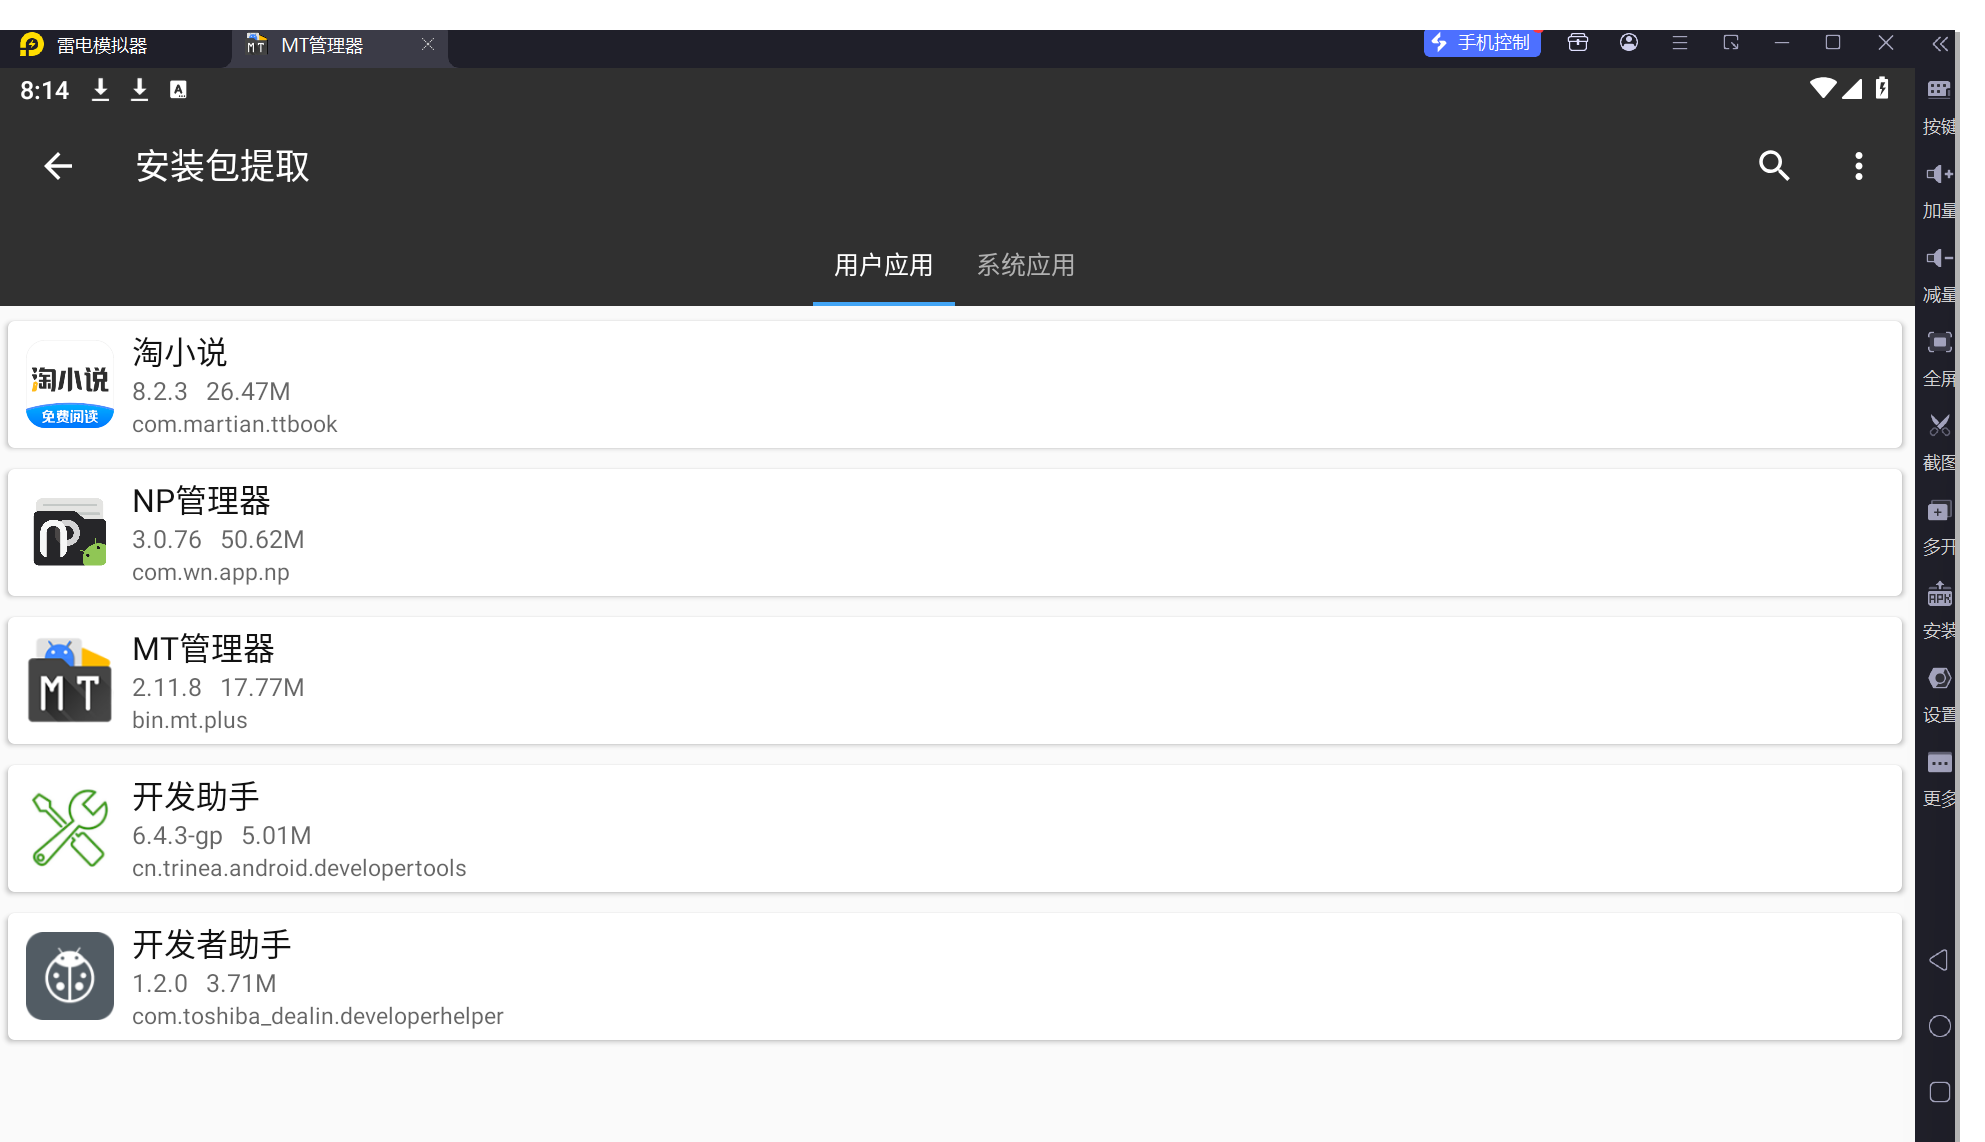 雷电模拟器
MT管理器
手机控制
8:14
安装包提取
用户应用
系统应用
淘小说
8.2.3 26.47M
com.martian.ttbook
淘小说
免费阅读
NP管理器
3.0.76 50.62M
com.wn.app.np
MT管理器
2.11.8 17.77M
bin.mt.plus
MT
开发助手
6.4.3-gp 5.01M
cn.trinea.android.developertools
开发者助手
1.2.0 3.71M
com.toshiba_dealin.developerhelper
按键
加量
减量
全屏
截图
多开
APK
安装
设置
更多